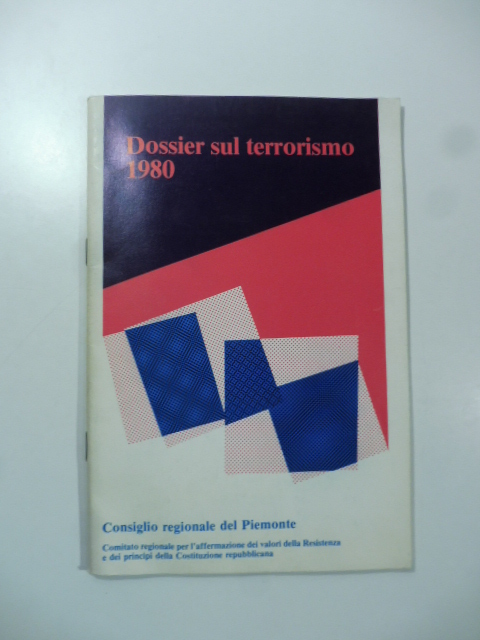 Dossier sul terrorismo
1980
Consiglio regionale del Piemonte
Comitato regionale per l'affermazione dei valori della Resistenza
e dei principi della Costituzione repubblicana